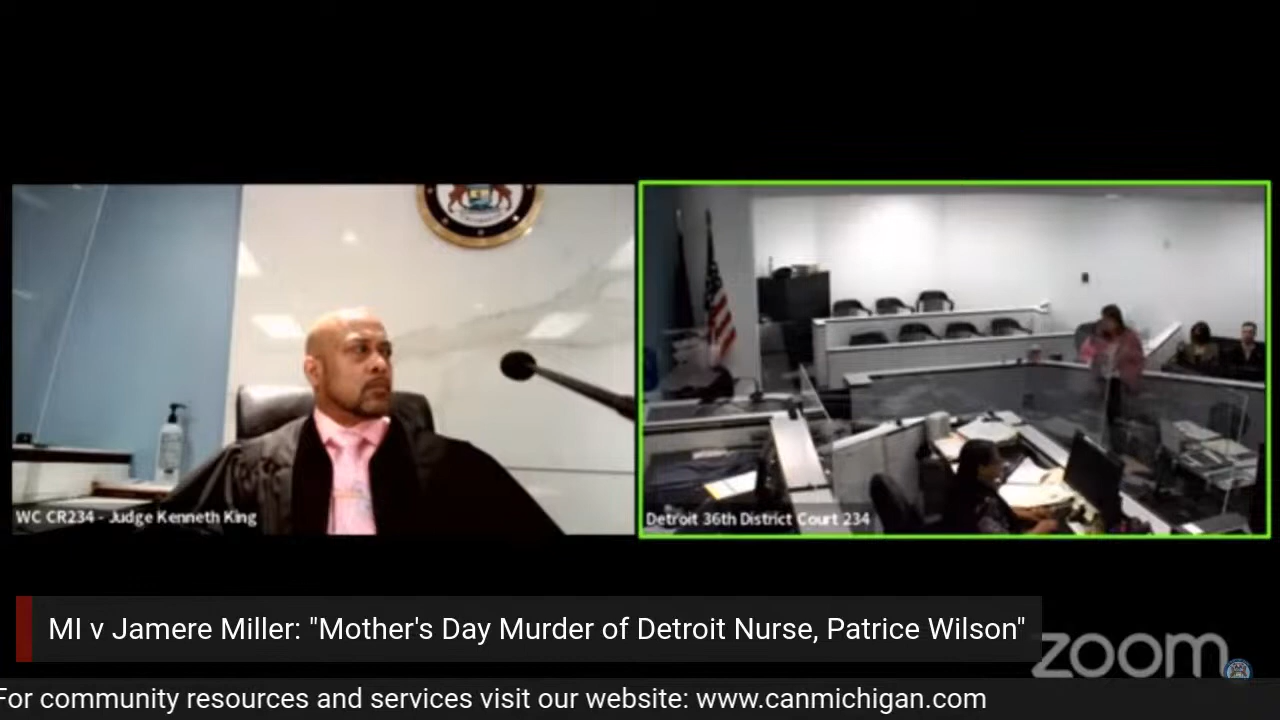 WC CR234 - Judge Kenneth King
Detroit 36th District Court 234
MI v Jamere Miller: "Mother's Day Murder of Detroit Nurse, Patrice Wilson"
zoom
For community resources and services visit our website: www.canmichigan.com